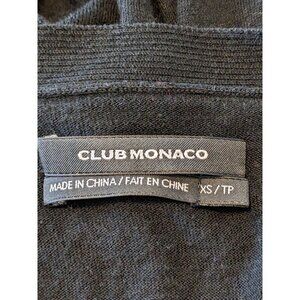 CLUB MONACO
MADE IN CHINA / FAIT EN CHINE XS / TP